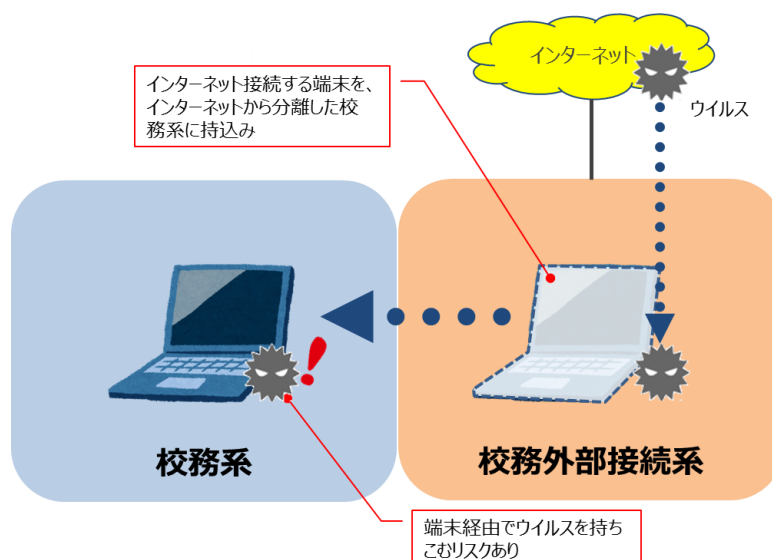 インターネット
ウイルス
インターネット接続する端末を、
インターネットから分離した校
務系に持込み
校務系
校務外部接続系
端末経由でウイルスを持ち
こむリスクあり